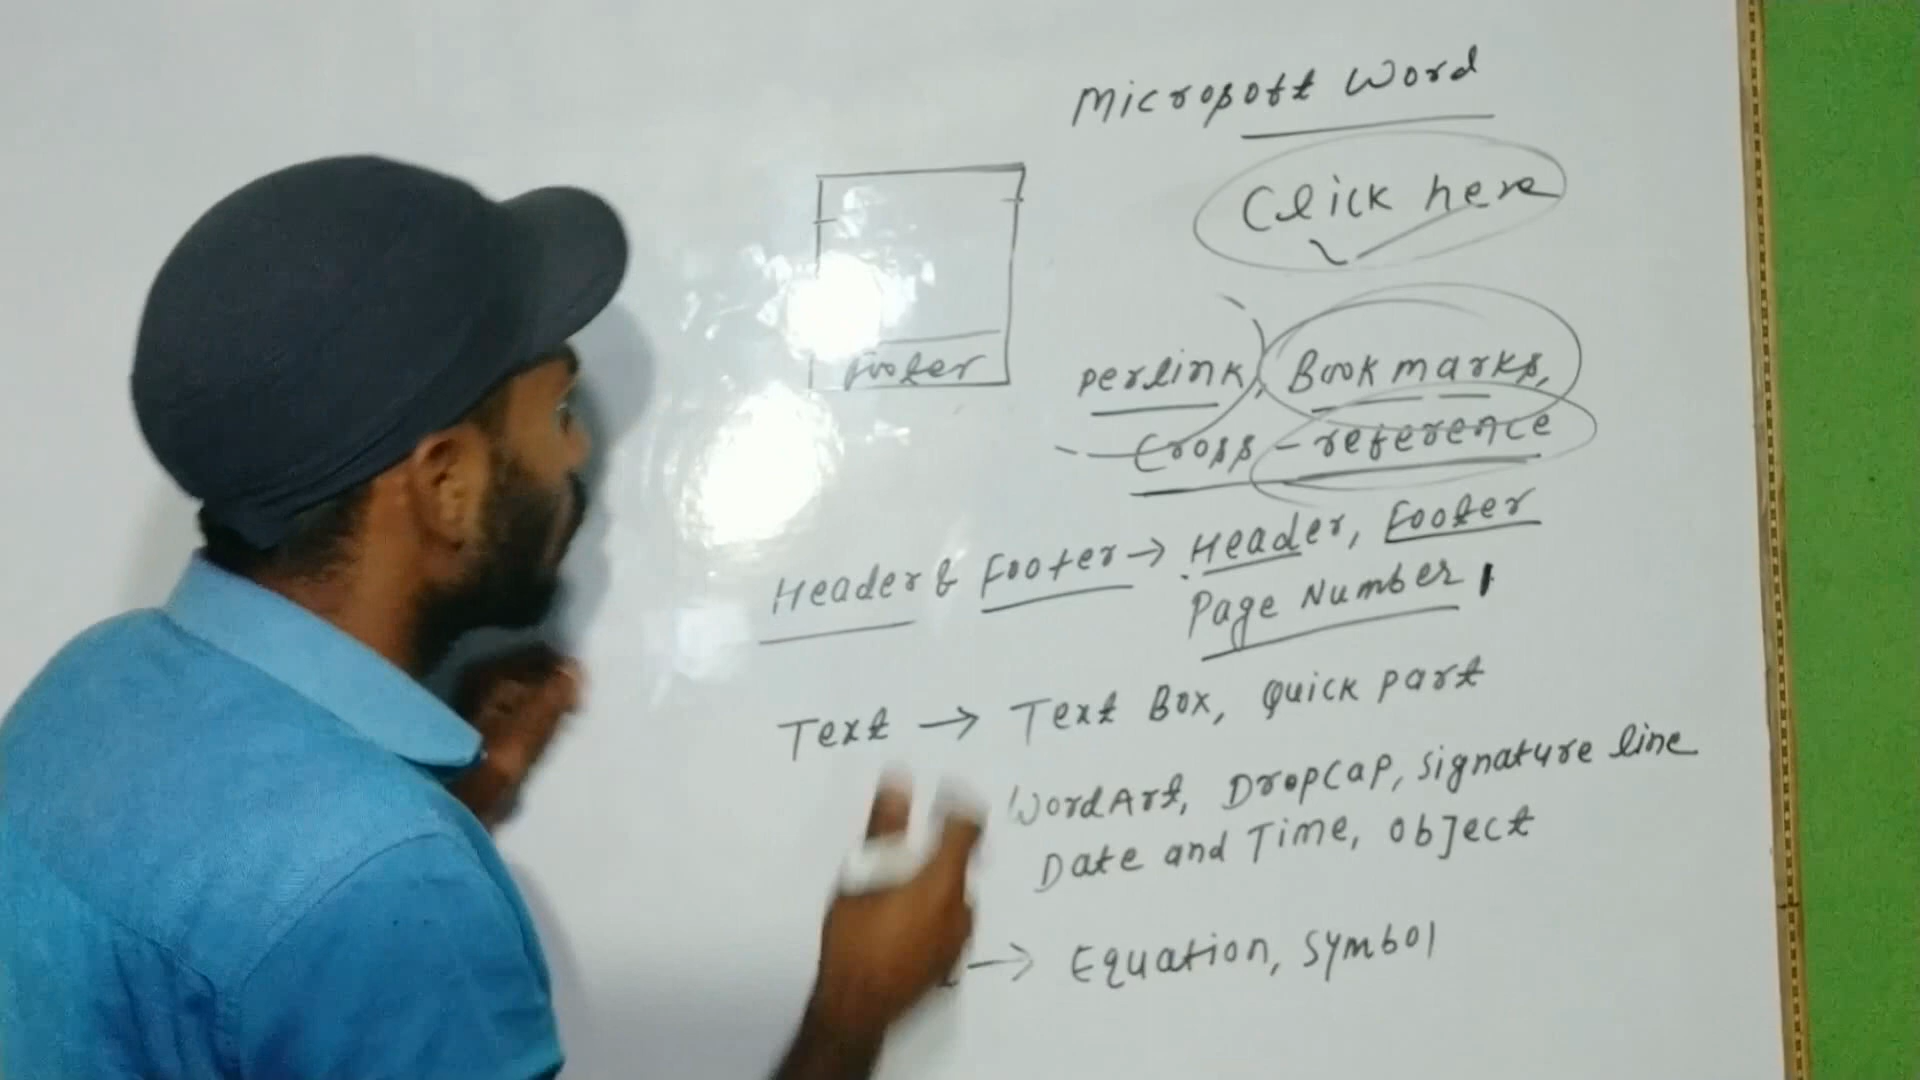 Microsoft Word
Click here
Footer
perlink, Bookmarks,
Cross-reference
Header & Footer → Header, Footer
Page Number,
Text → Text Box, Quick part
WordArt, DropCap, Signature line
Date and Time, Object
→ Equation, Symbol